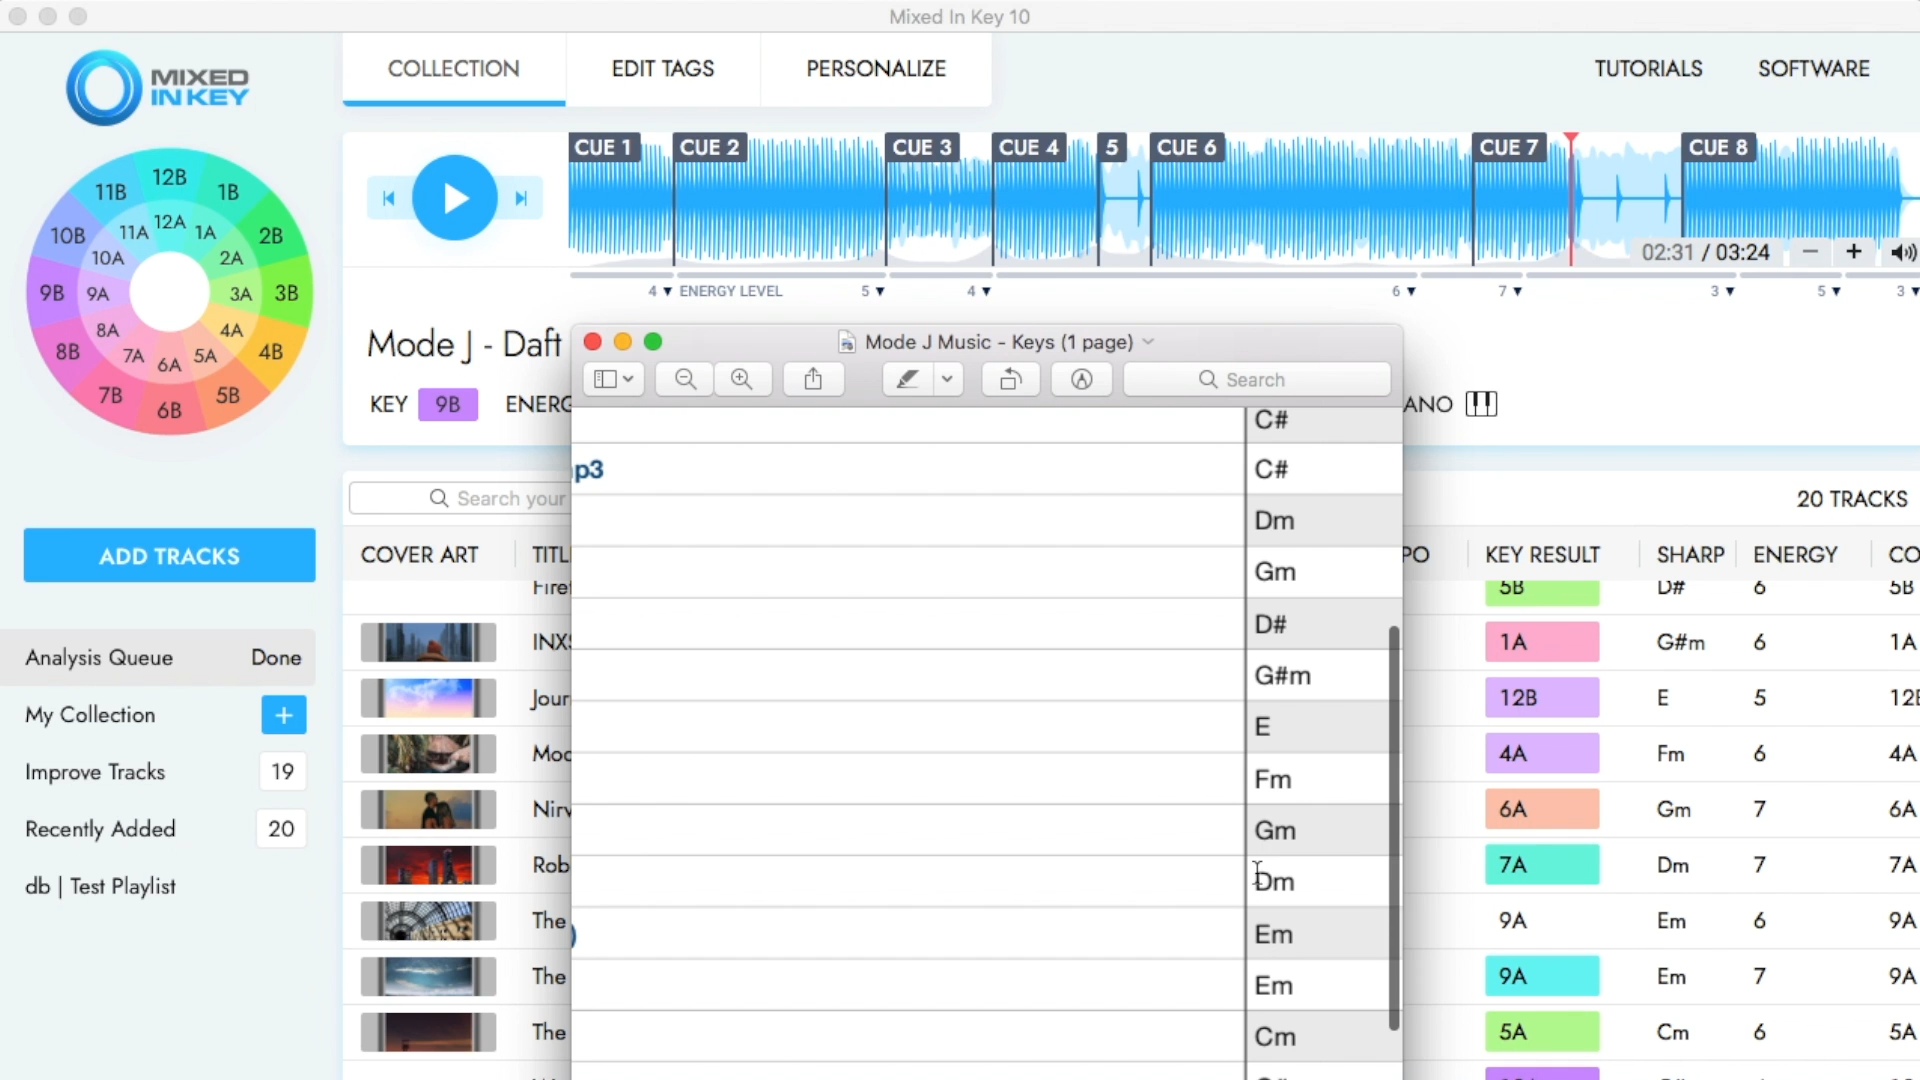 Mixed In Key 10
MIXED
IN KEY
COLLECTION
EDIT TAGS
PERSONALIZE
TUTORIALS
SOFTWARE
12B
11B
1B
10B
2B
9B
3B
8B
4B
7B
5B
6B
12A
11A
1A
10A
2A
9A
3A
8A
4A
7A
5A
6A
CUE 1
CUE 2
CUE 3
CUE 4
5
CUE 6
CUE 7
CUE 8
02:31 / 03:24
4 ▼ ENERGY LEVEL
5 ▼
4 ▼
6 ▼
7 ▼
3 ▼
5 ▼
3 ▼
Mode J - Daft
KEY 9B ENERG
ANO
Mode J Music - Keys (1 page)
Search
C#
p3 C#
Dm
Gm
D#
G#m
E
Fm
Gm
Dm
) Em
Em
Cm
ADD TRACKS
Analysis Queue Done
My Collection +
Improve Tracks 19
Recently Added 20
db | Test Playlist
Search your
20 TRACKS
COVER ART TITL PO KEY RESULT SHARP ENERGY CO
Firef 5B D# 6 5B
INXS 1A G#m 6 1A
Jour 12B E 5 12B
Moo 4A Fm 6 4A
Nirv 6A Gm 7 6A
Rob 7A Dm 7 7A
The 9A Em 6 9A
The 9A Em 7 9A
The 5A Cm 6 5A